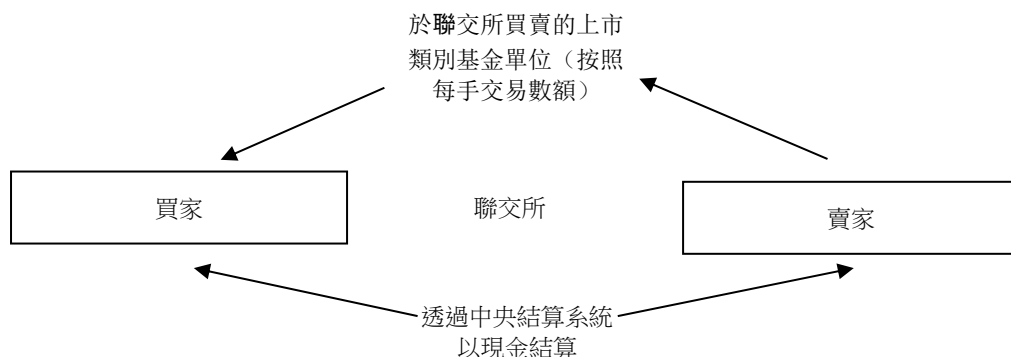 於聯交所買賣的上市
類別基金單位（按照
每手交易數額）
買家
聯交所
賣家
透過中央結算系統
以現金結算